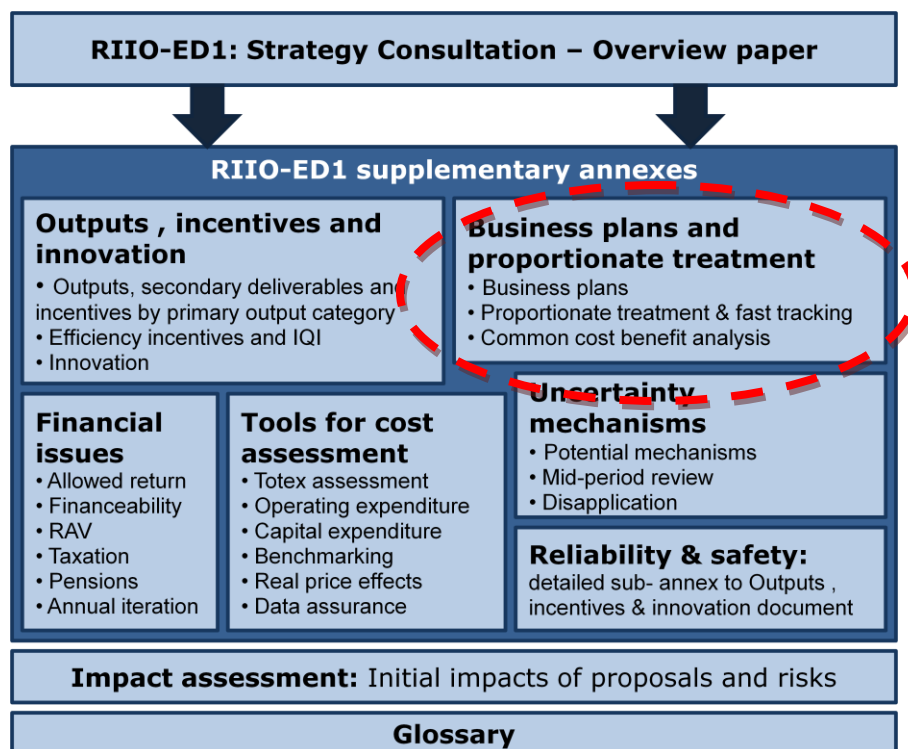 RIIO-ED1: Strategy Consultation – Overview paper
RIIO-ED1 supplementary annexes
Outputs , incentives and
innovation
• Outputs, secondary deliverables and
incentives by primary output category
• Efficiency incentives and IQI
• Innovation
Business plans and
proportionate treatment
• Business plans
• Proportionate treatment & fast tracking
• Common cost benefit analysis
Financial
issues
• Allowed return
• Financeability
• RAV
• Taxation
• Pensions
• Annual iteration
Tools for cost
assessment
• Totex assessment
• Operating expenditure
• Capital expenditure
• Benchmarking
• Real price effects
• Data assurance
Uncertainty
mechanisms
• Potential mechanisms
• Mid-period review
• Disapplication
Reliability & safety:
detailed sub- annex to Outputs ,
incentives & innovation document
Impact assessment: Initial impacts of proposals and risks
Glossary